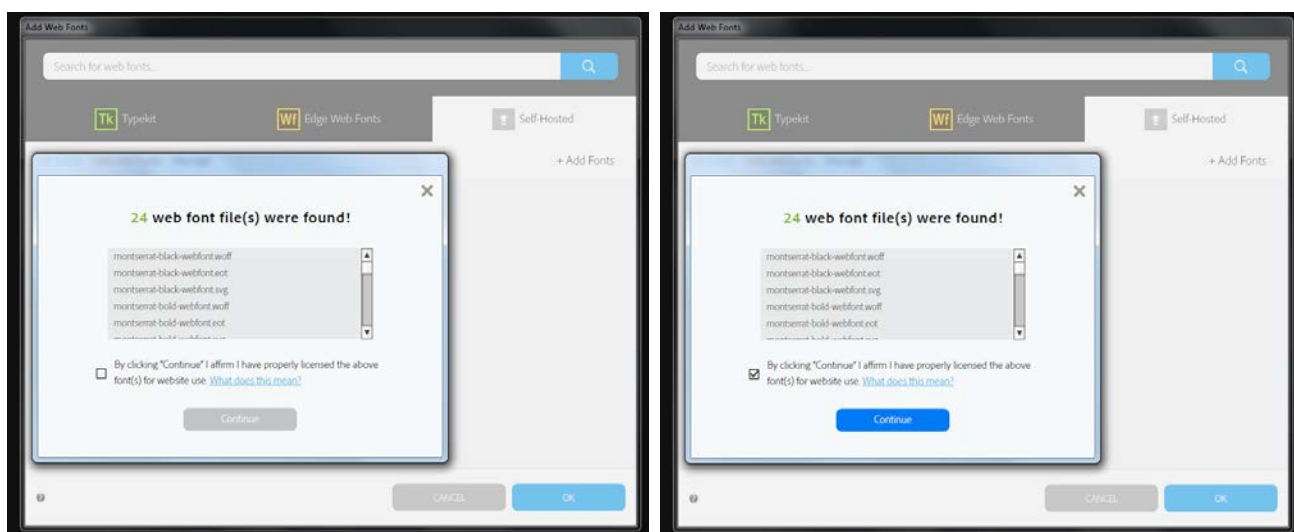 Add Web Fonts
Search for web fonts...
Tk Typekit
Wf Edge Web Fonts
Self-Hosted
+ Add Fonts
24 web font file(s) were found!
montserrat-black-webfont.woff
montserrat-black-webfont.eot
montserrat-black-webfont.svg
montserrat-bold-webfont.woff
montserrat-bold-webfont.eot
By clicking "Continue" I affirm I have properly licensed the above
font(s) for website use. What does this mean?
Continue
CANCEL
OK
Add Web Fonts
Search for web fonts...
Tk Typekit
Wf Edge Web Fonts
Self-Hosted
+ Add Fonts
24 web font file(s) were found!
montserrat-black-webfont.woff
montserrat-black-webfont.eot
montserrat-black-webfont.svg
montserrat-bold-webfont.woff
montserrat-bold-webfont.eot
By clicking "Continue" I affirm I have properly licensed the above
font(s) for website use. What does this mean?
Continue
CANCEL
OK